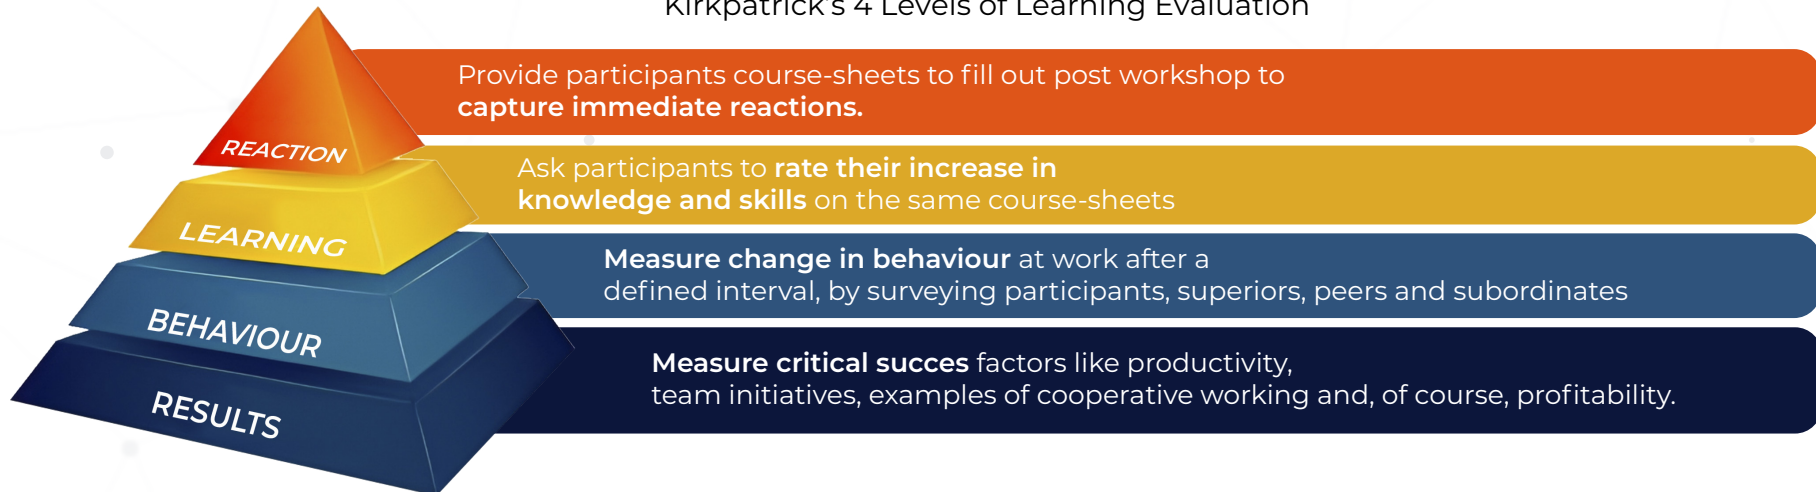 Kirkpatrick's 4 Levels of Learning Evaluation
Provide participants course-sheets to fill out post workshop to
capture immediate reactions.
REACTION
Ask participants to rate their increase in
knowledge and skills on the same course-sheets
LEARNING
Measure change in behaviour at work after a
defined interval, by surveying participants, superiors, peers and subordinates
BEHAVIOUR
Measure critical succes factors like productivity,
team initiatives, examples of cooperative working and, of course, profitability.
RESULTS